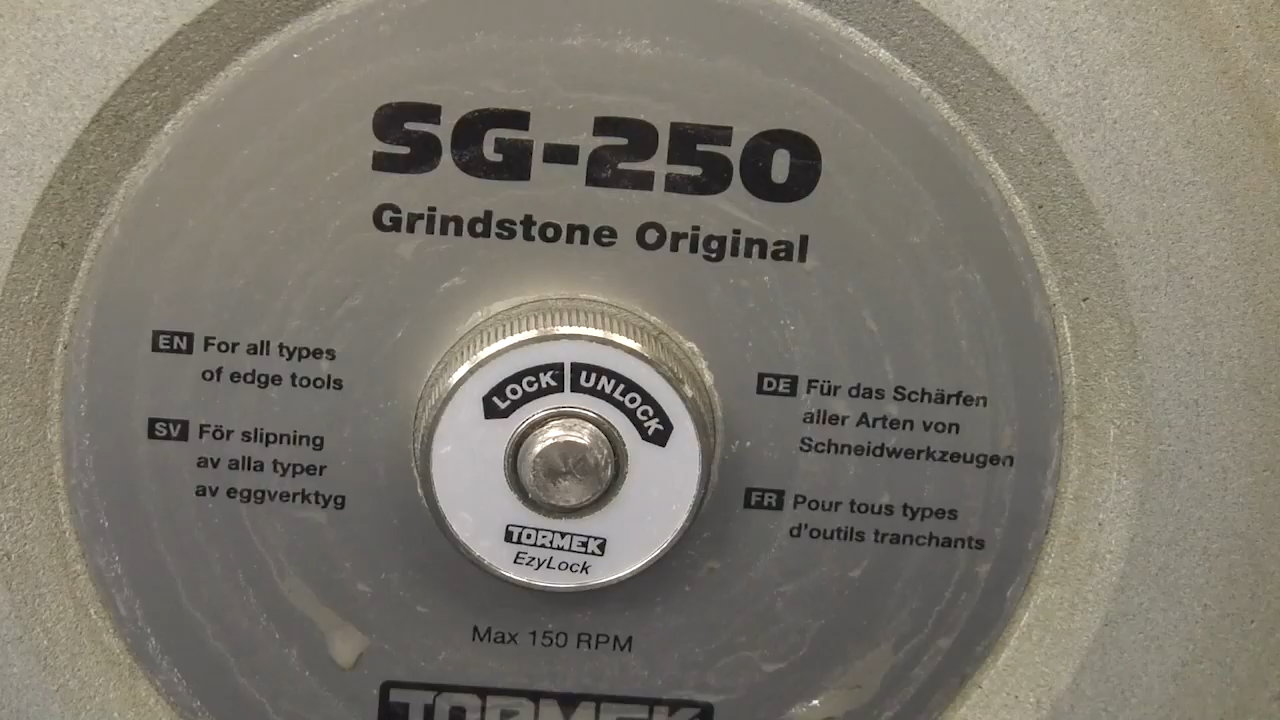 SG-250
Grindstone Original
EN For all types
of edge tools
SV För slipning
av alla typer
av eggverktyg
LOCK UNLOCK
TORMEK
EzyLock
DE Für das Schärfen
aller Arten von
Schneidwerkzeugen
FR Pour tous types
d'outils tranchants
Max 150 RPM
TORMEK